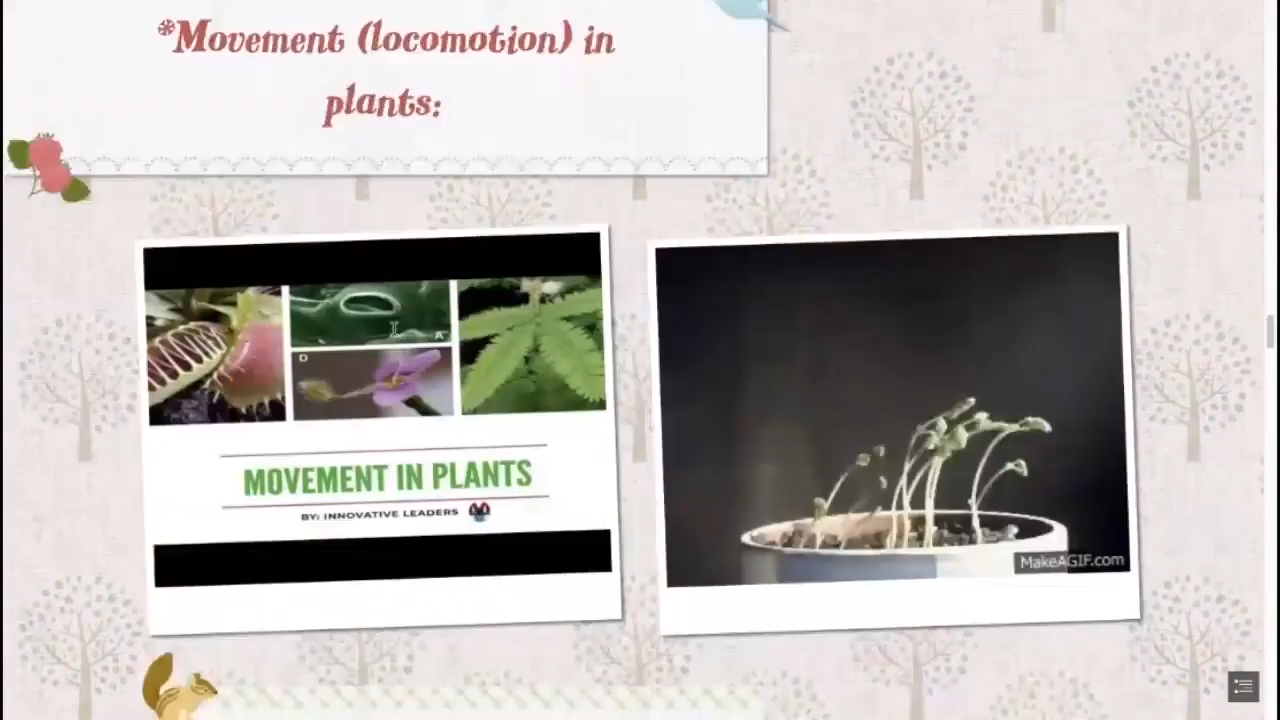 *Movement (locomotion) in
plants:
A
D
MOVEMENT IN PLANTS
BY: INNOVATIVE LEADERS
MakeAGIF.com